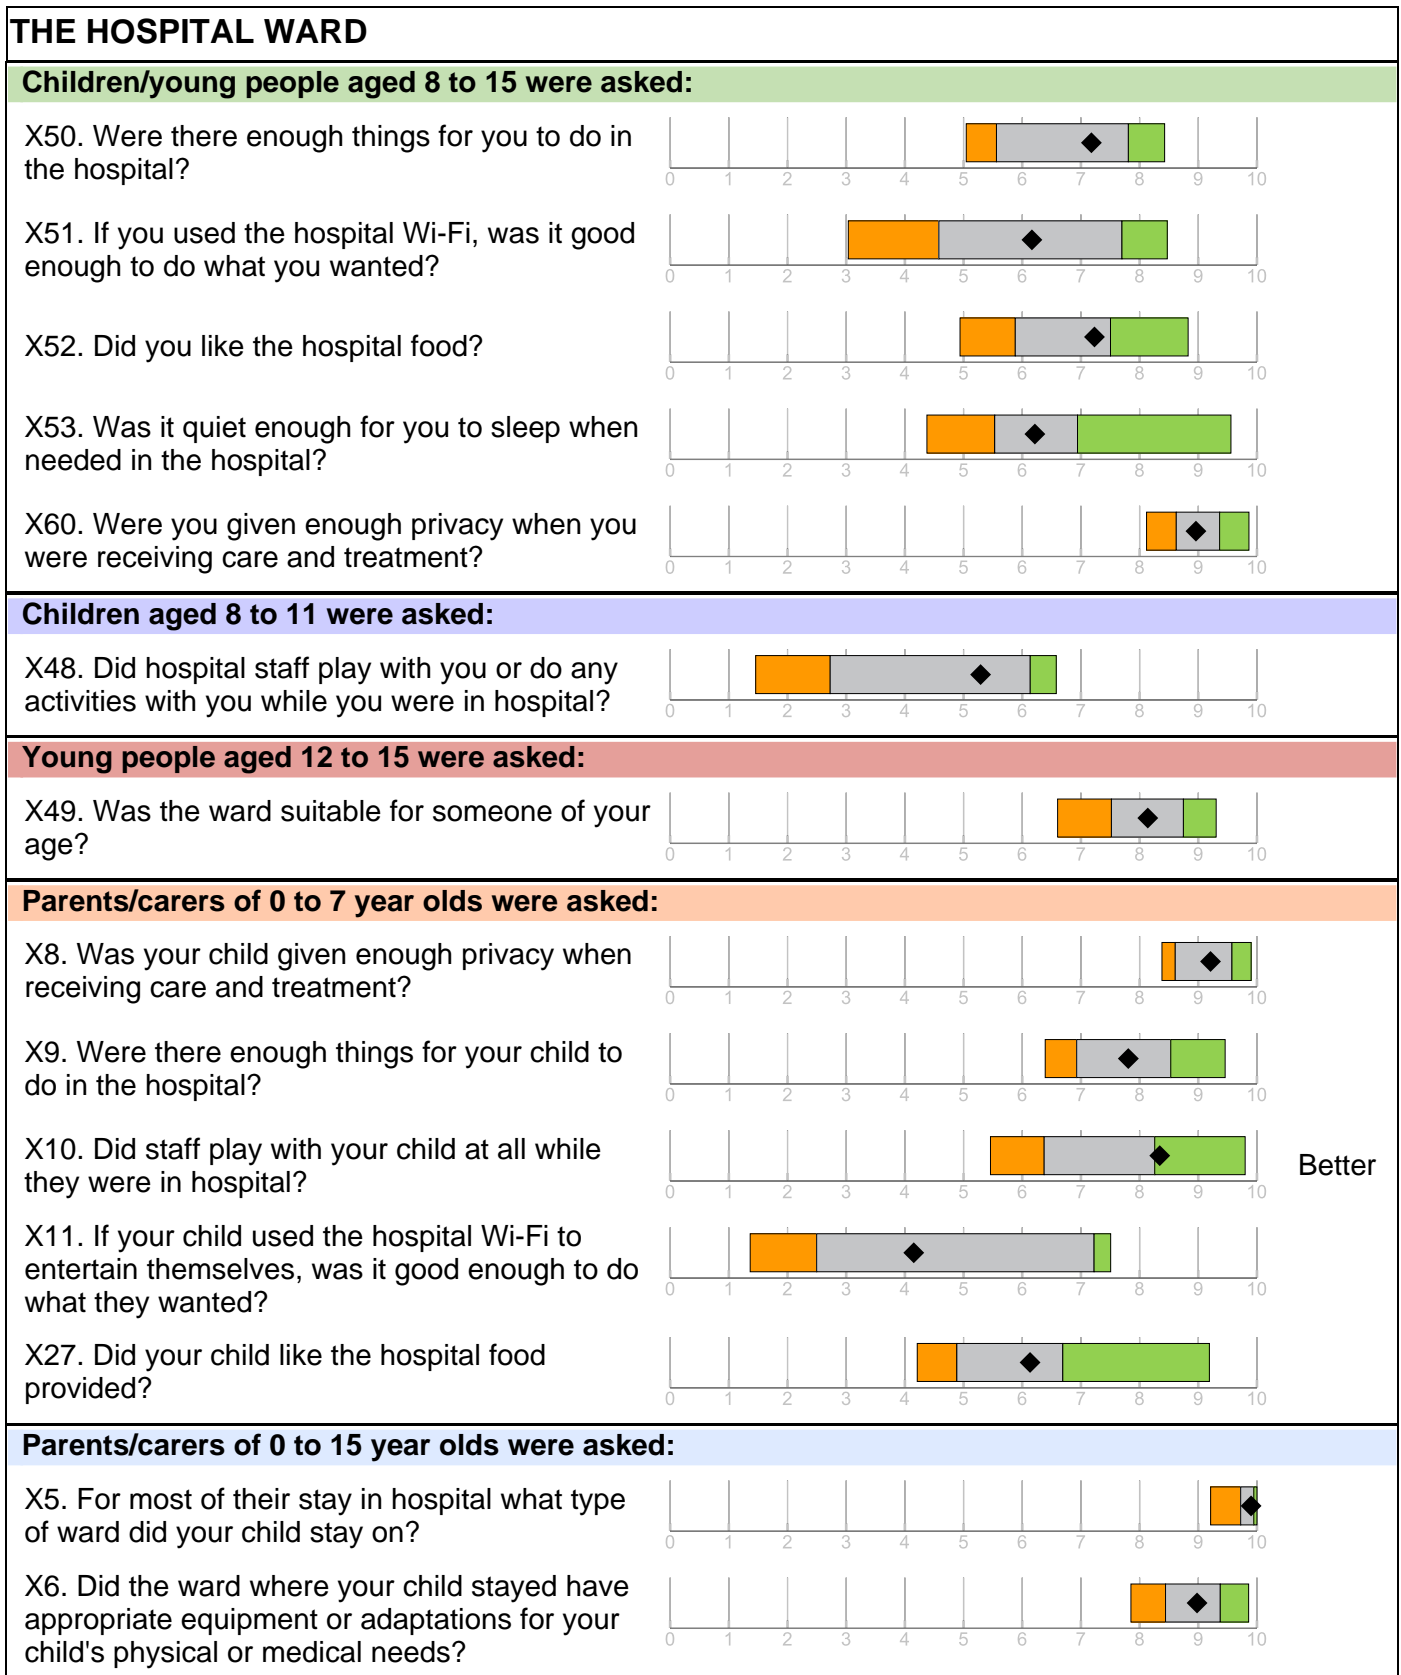 THE HOSPITAL WARD
Children/young people aged 8 to 15 were asked:
X50. Were there enough things for you to do in
the hospital?
0 1 2 3 4 5 6 7 8 9 10
X51. If you used the hospital Wi-Fi, was it good
enough to do what you wanted?
0 1 2 3 4 5 6 7 8 9 10
X52. Did you like the hospital food?
0 1 2 3 4 5 6 7 8 9 10
X53. Was it quiet enough for you to sleep when
needed in the hospital?
0 1 2 3 4 5 6 7 8 9 10
X60. Were you given enough privacy when you
were receiving care and treatment?
0 1 2 3 4 5 6 7 8 9 10
Children aged 8 to 11 were asked:
X48. Did hospital staff play with you or do any
activities with you while you were in hospital?
0 1 2 3 4 5 6 7 8 9 10
Young people aged 12 to 15 were asked:
X49. Was the ward suitable for someone of your
age?
0 1 2 3 4 5 6 7 8 9 10
Parents/carers of 0 to 7 year olds were asked:
X8. Was your child given enough privacy when
receiving care and treatment?
0 1 2 3 4 5 6 7 8 9 10
X9. Were there enough things for your child to
do in the hospital?
0 1 2 3 4 5 6 7 8 9 10
X10. Did staff play with your child at all while
they were in hospital?
0 1 2 3 4 5 6 7 8 9 10
Better
X11. If your child used the hospital Wi-Fi to
entertain themselves, was it good enough to do
what they wanted?
0 1 2 3 4 5 6 7 8 9 10
X27. Did your child like the hospital food
provided?
0 1 2 3 4 5 6 7 8 9 10
Parents/carers of 0 to 15 year olds were asked:
X5. For most of their stay in hospital what type
of ward did your child stay on?
0 1 2 3 4 5 6 7 8 9 10
X6. Did the ward where your child stayed have
appropriate equipment or adaptations for your
child's physical or medical needs?
0 1 2 3 4 5 6 7 8 9 10